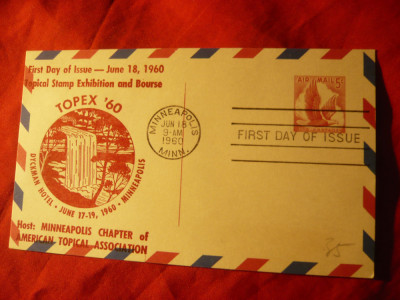 First Day of Issue — June 18, 1960
Topical Stamp Exhibition and Bourse
TOPEX '60
DYCKMAN HOTEL • JUNE 17-19, 1960 • MINNEAPOLIS
Host: MINNEAPOLIS CHAPTER of
AMERICAN TOPICAL ASSOCIATION
MINNEAPOLIS
JUN 18
9-AM
1960
MINN.
AIR MAIL 5¢
FIRST DAY OF ISSUE